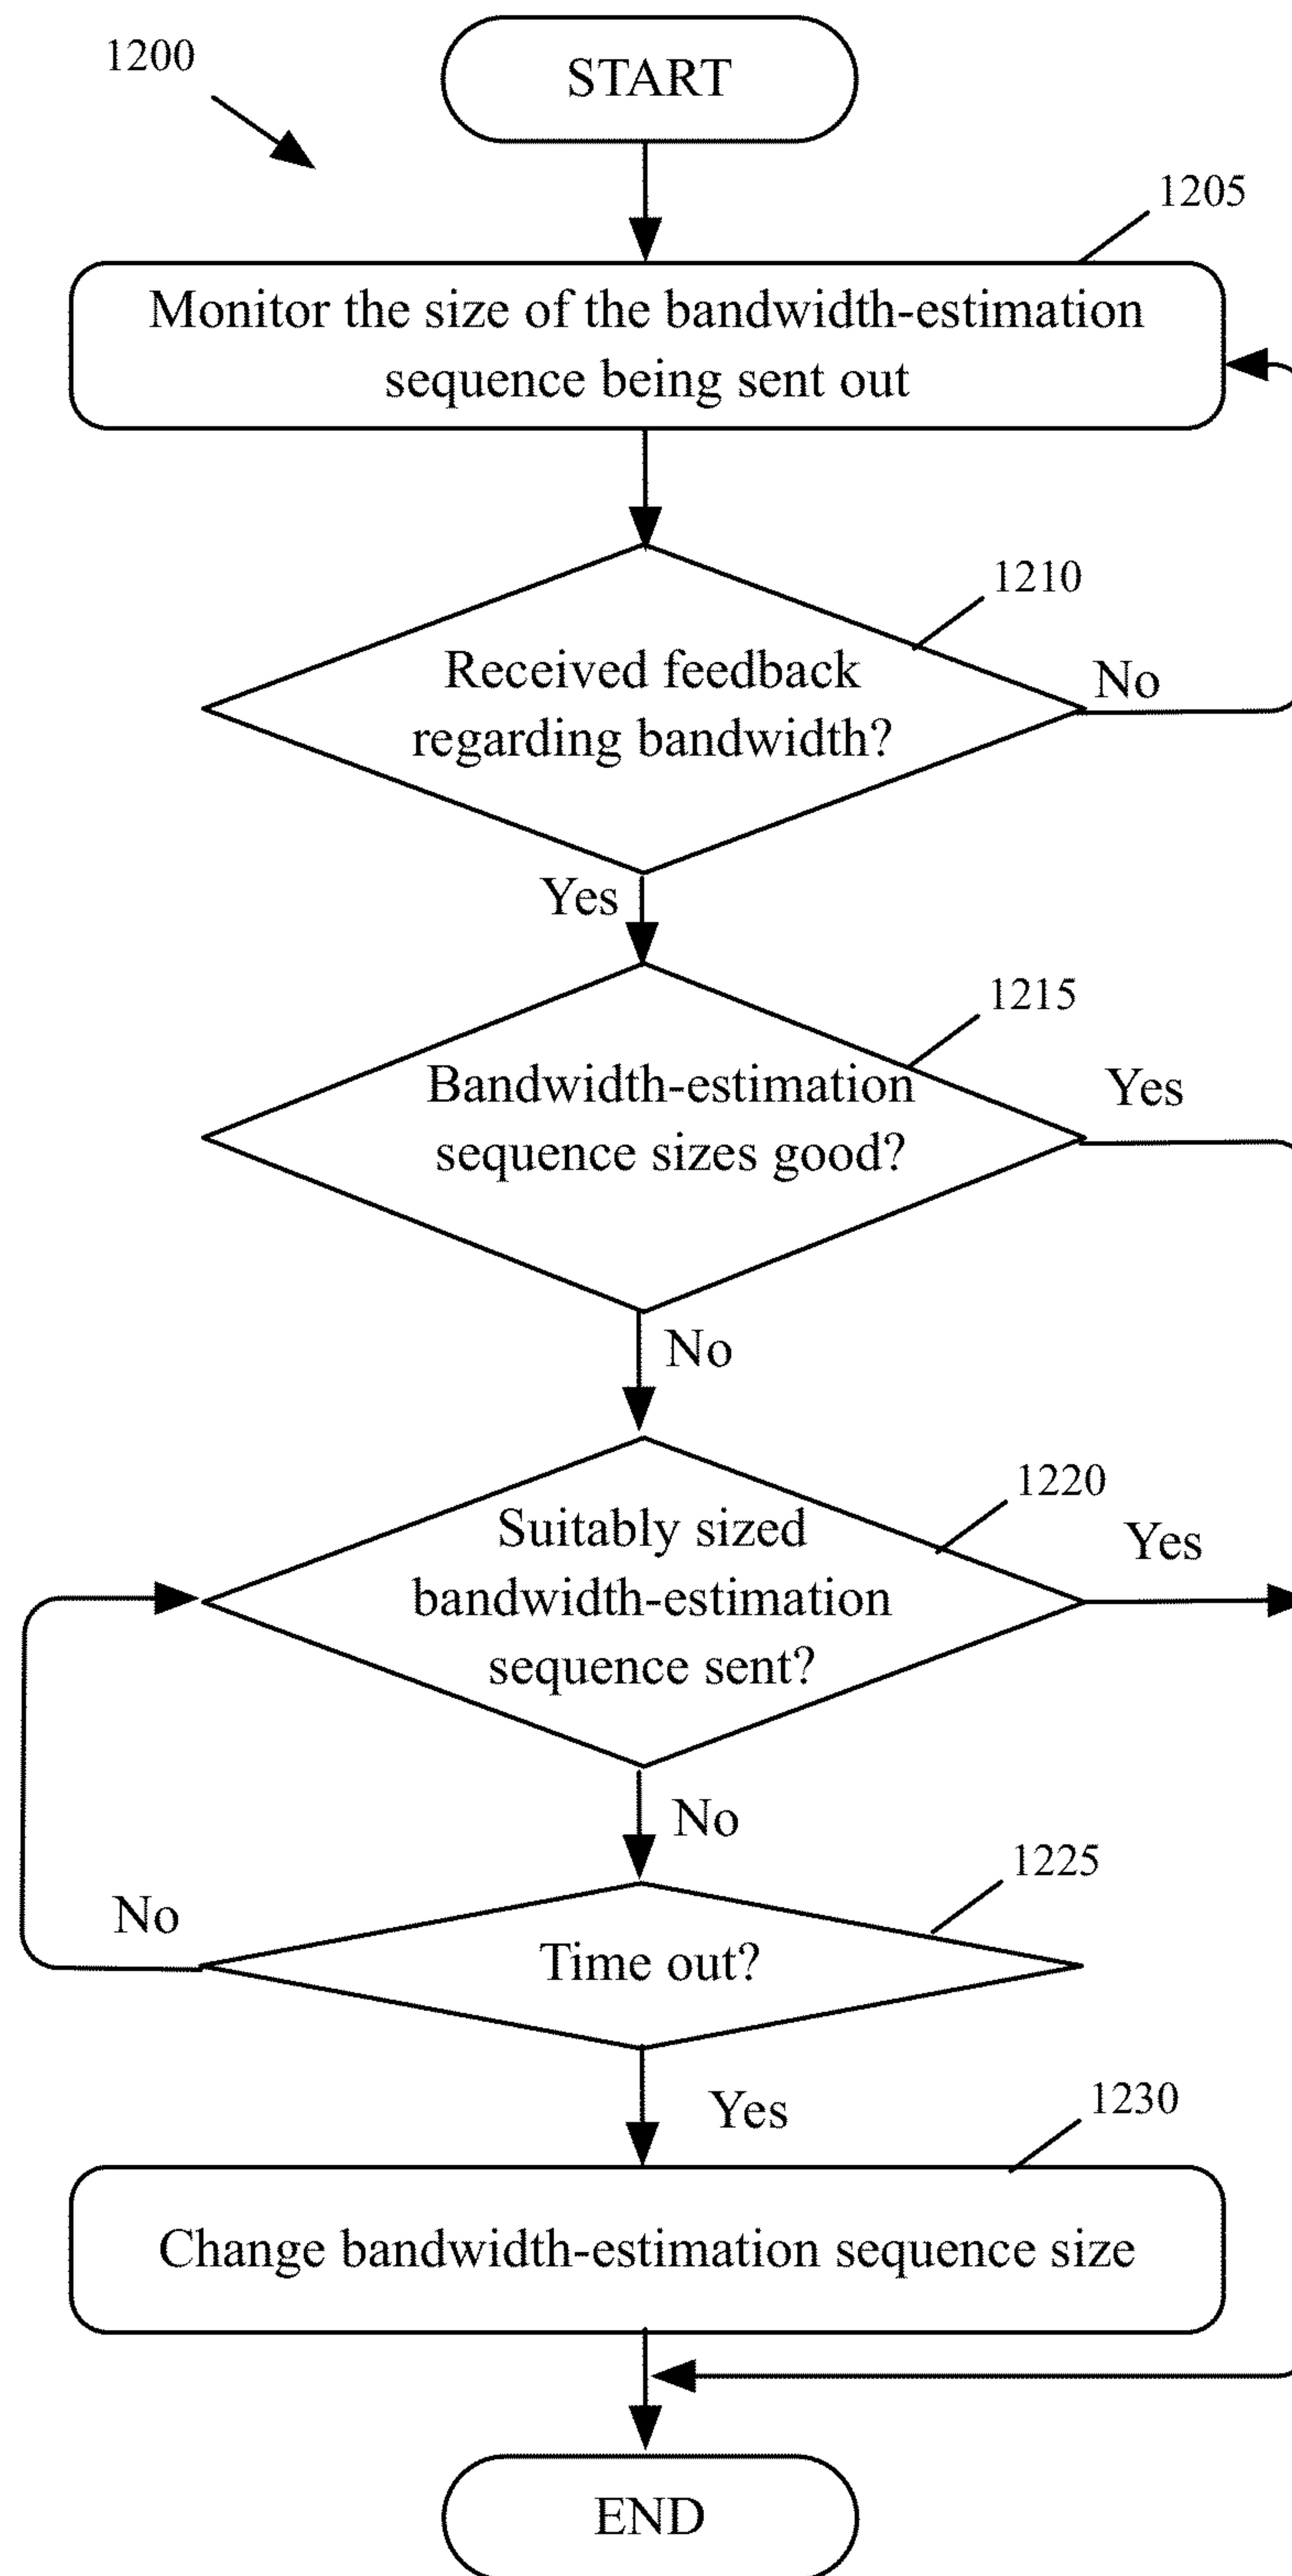 1200
START
1205
Monitor the size of the bandwidth-estimation
sequence being sent out
1210
Received feedback
regarding bandwidth?
No
Yes
1215
Bandwidth-estimation
sequence sizes good?
Yes
No
1220
Suitably sized
bandwidth-estimation
sequence sent?
Yes
No
1225
Time out?
No
Yes
1230
Change bandwidth-estimation sequence size
END